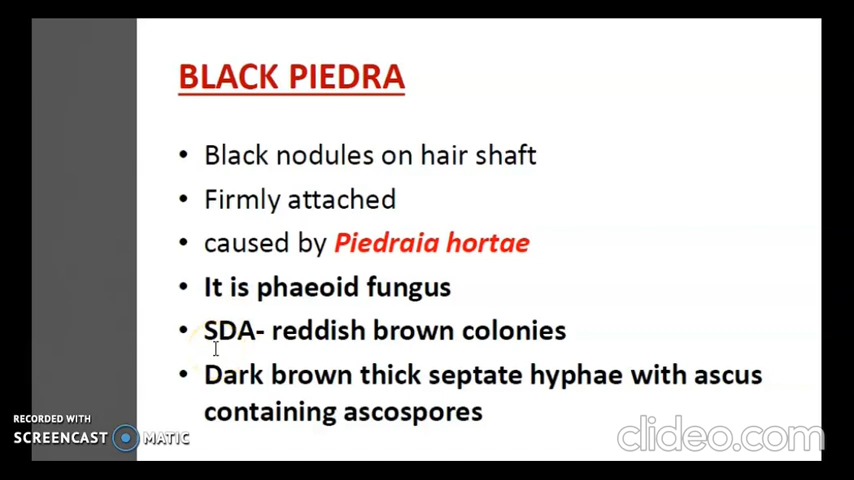 BLACK PIEDRA
• Black nodules on hair shaft
• Firmly attached
• caused by Piedraia hortae
• It is phaeoid fungus
• SDA- reddish brown colonies
• Dark brown thick septate hyphae with ascus
containing ascospores
RECORDED WITH
SCREENCAST MATIC
clideo.com